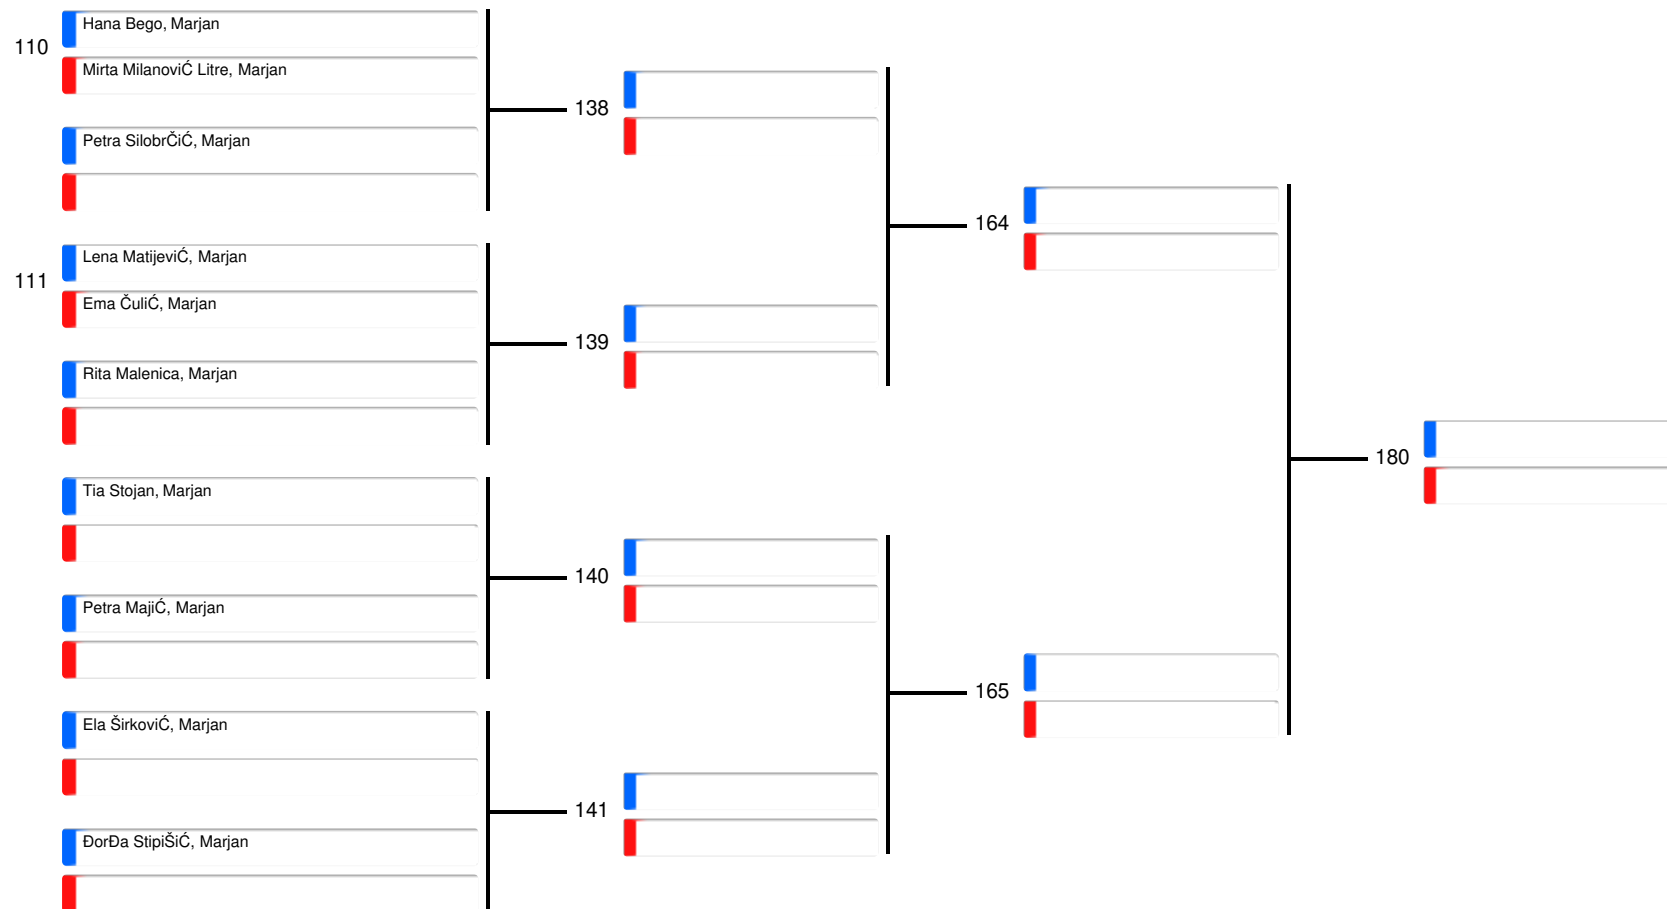 Hana Bego, Marjan
110
Mirta MilanoviĆ Litre, Marjan
138
Petra SilobrČiĆ, Marjan
164
Lena MatijeviĆ, Marjan
111
Ema ČuliĆ, Marjan
139
Rita Malenica, Marjan
180
Tia Stojan, Marjan
140
Petra MajiĆ, Marjan
165
Ela ŠirkoviĆ, Marjan
141
ĐorĐa StipiŠiĆ, Marjan